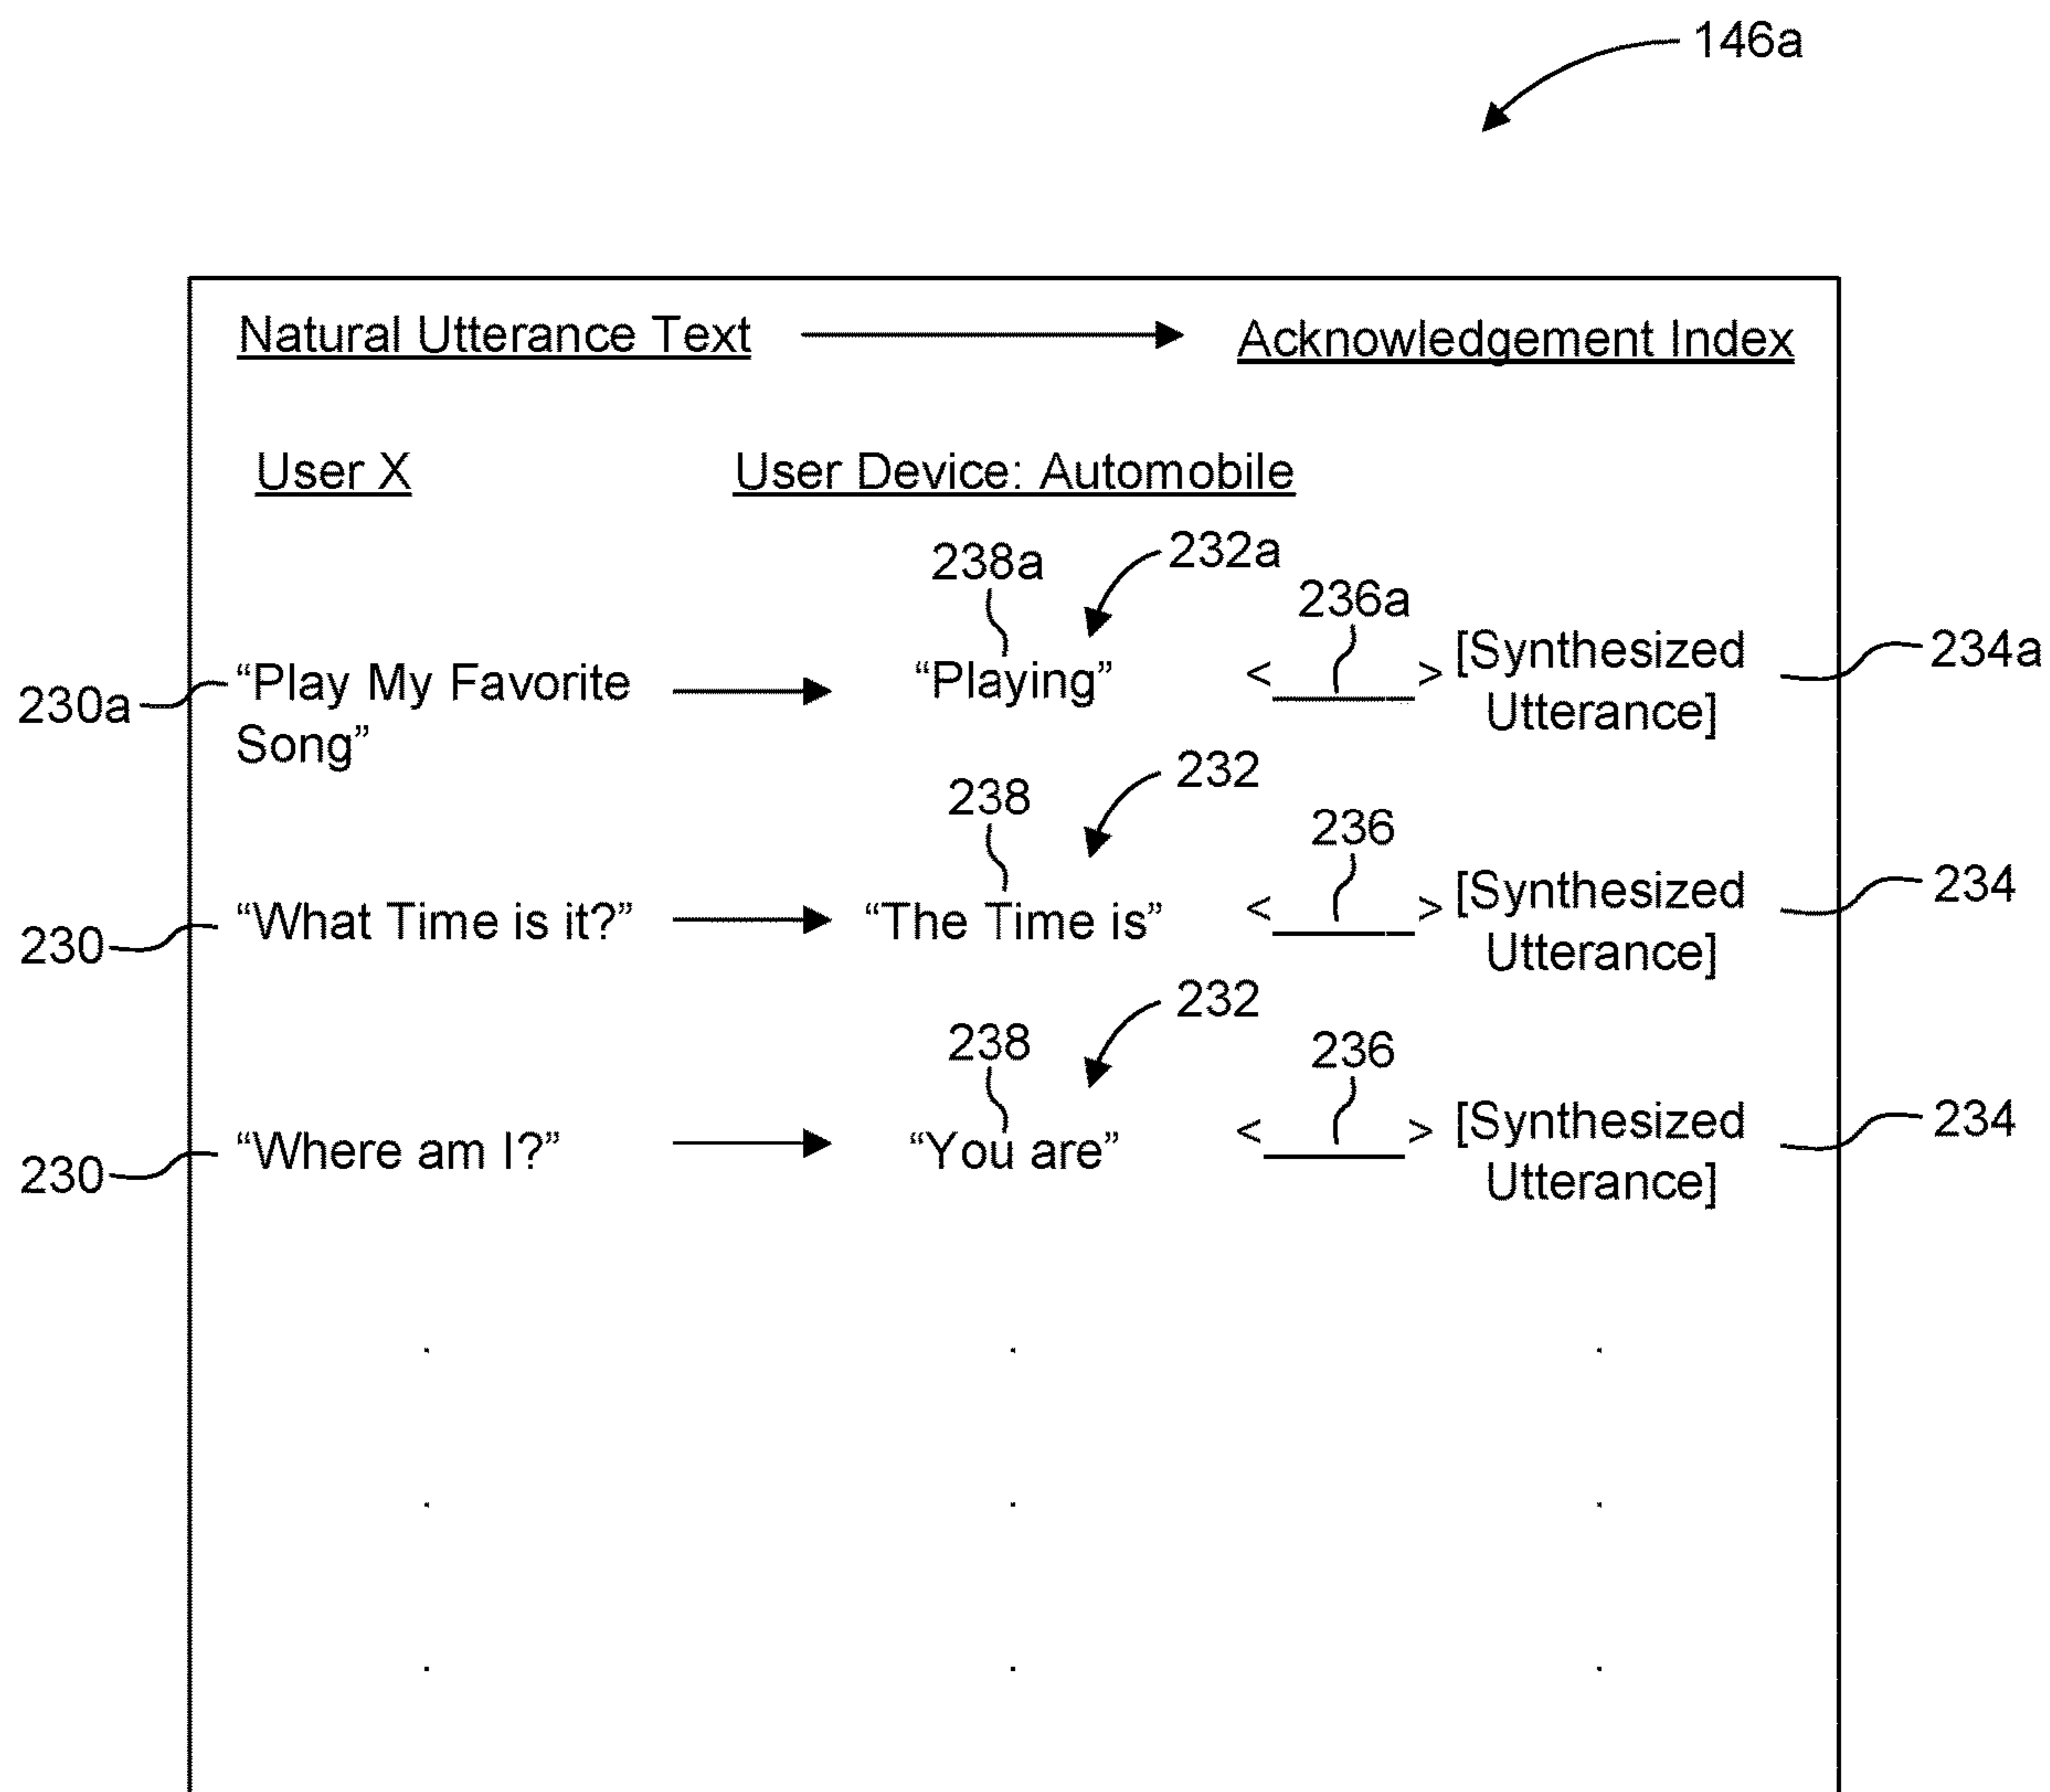 146a
Natural Utterance Text Acknowledgement Index
User X User Device: Automobile
238a 232a
236a
230a “Play My Favorite “Playing” < > [Synthesized 234a
Song” Utterance]
238 232
236
230 “What Time is it?” “The Time is” < > [Synthesized 234
Utterance]
238 232
236
230 “Where am I?” “You are” < > [Synthesized 234
Utterance]